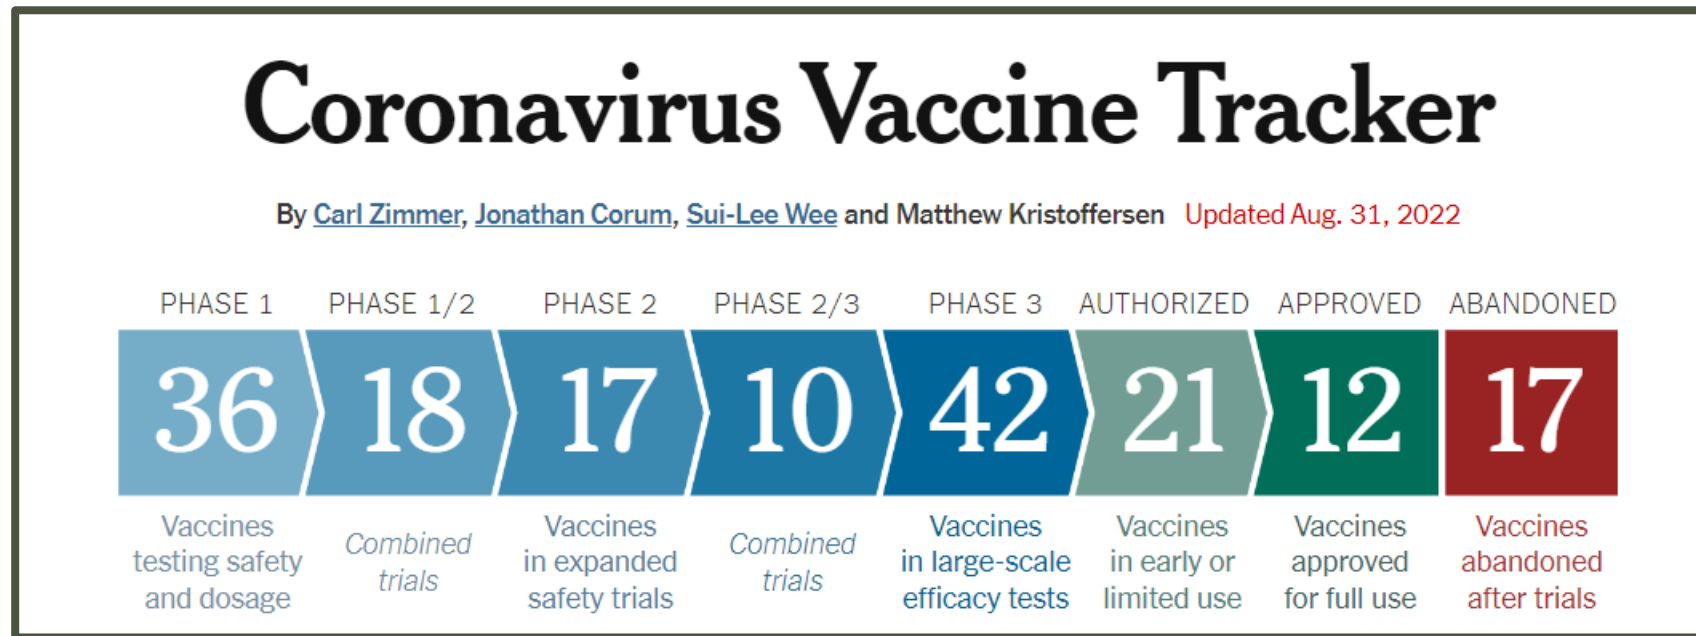 Coronavirus Vaccine Tracker
By Carl Zimmer, Jonathan Corum, Sui-Lee Wee and Matthew Kristoffersen Updated Aug. 31, 2022
PHASE 1 PHASE 1/2 PHASE 2 PHASE 2/3 PHASE 3 AUTHORIZED APPROVED ABANDONED
36 18 17 10 42 21 12 17
Vaccines
testing safety
and dosage
Combined
trials
Vaccines
in expanded
safety trials
Combined
trials
Vaccines
in large-scale
efficacy tests
Vaccines
in early or
limited use
Vaccines
approved
for full use
Vaccines
abandoned
after trials